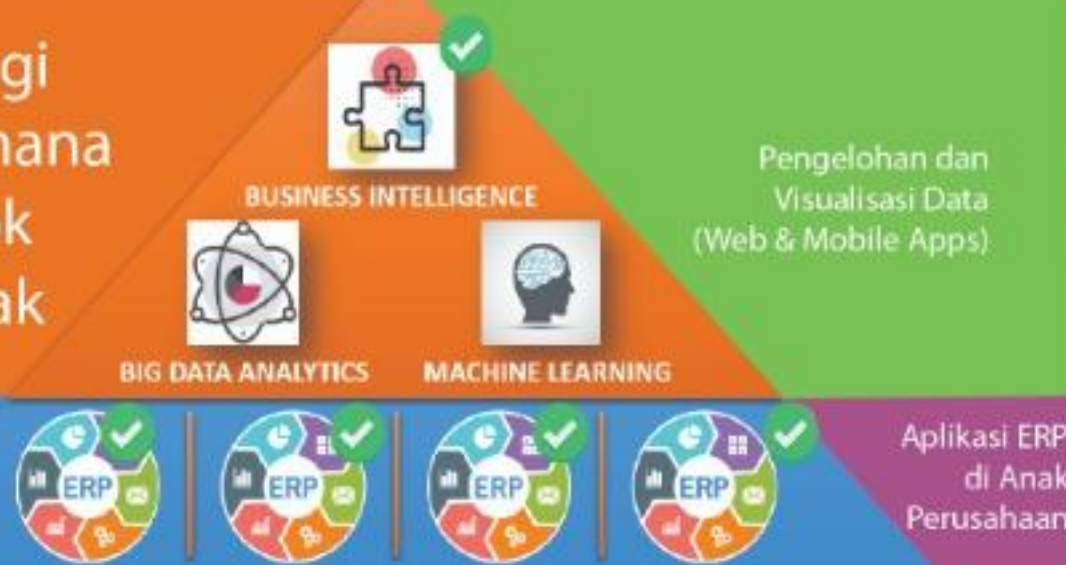 gi
nana
k
ak
BUSINESS INTELLIGENCE
BIG DATA ANALYTICS
MACHINE LEARNING
Pengelohan dan
Visualisasi Data
(Web & Mobile Apps)
ERP
ERP
ERP
ERP
Aplikasi ERP
di Anak
Perusahaan